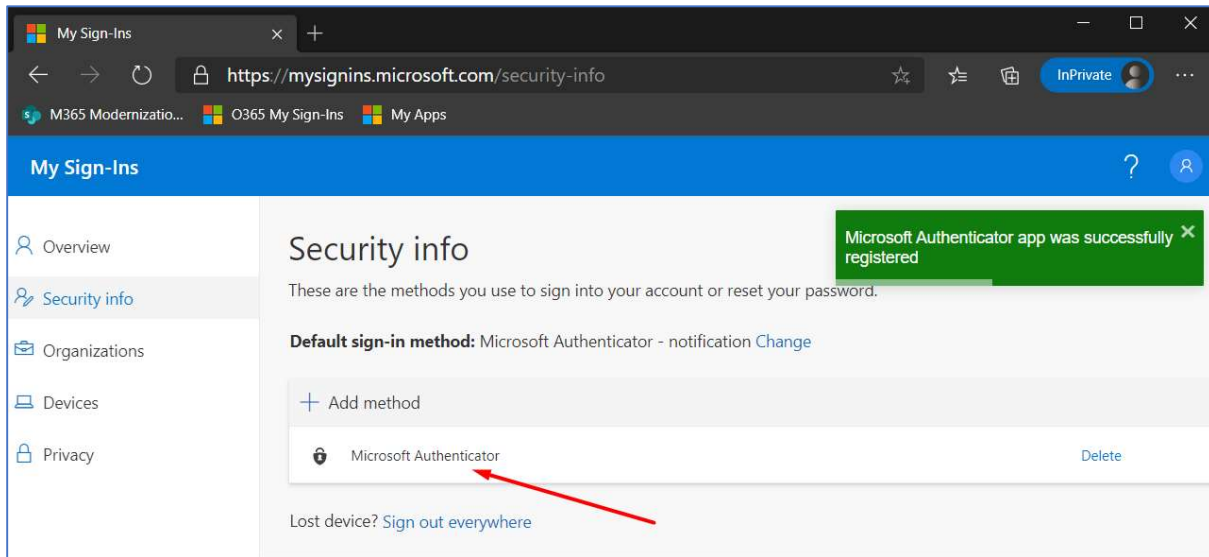 My Sign-Ins
https://mysignins.microsoft.com/security-info
InPrivate
M365 Modernizatio...
O365 My Sign-Ins
My Apps
My Sign-Ins
?
Overview
Security info
Organizations
Devices
Privacy
Security info
Microsoft Authenticator app was successfully
registered
These are the methods you use to sign into your account or reset your password.
Default sign-in method: Microsoft Authenticator - notification Change
+ Add method
Microsoft Authenticator
Delete
Lost device? Sign out everywhere